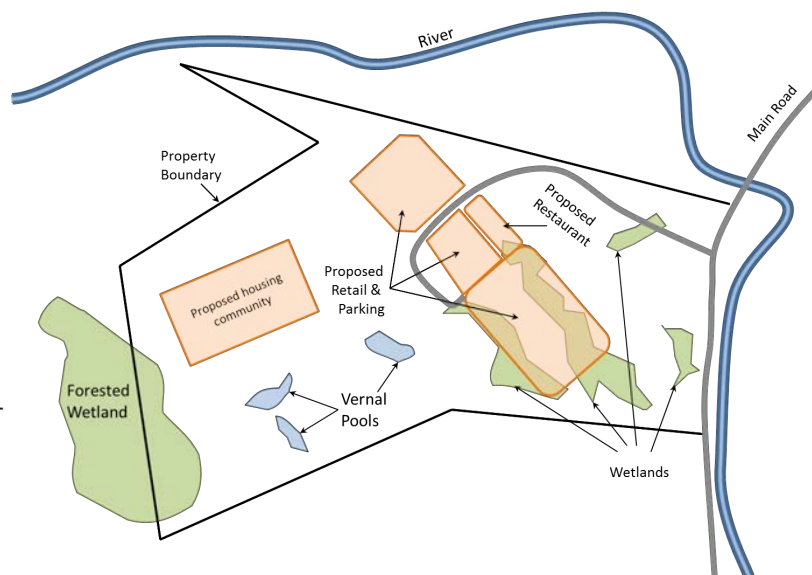 River
Main Road
Property
Boundary
Proposed
Restaurant
Proposed
Retail &
Parking
Proposed housing
community
Forested
Wetland
Vernal
Pools
Wetlands